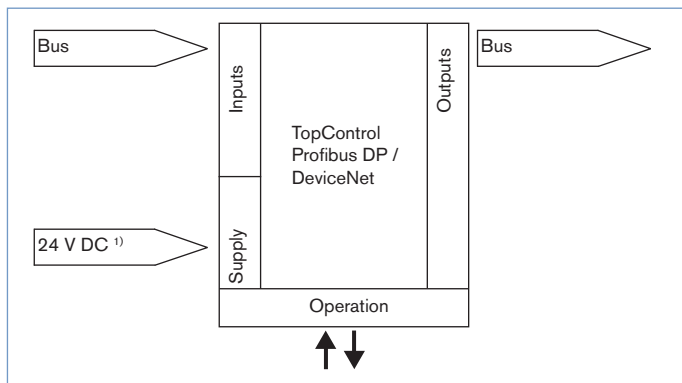 Bus
Inputs
Outputs
Bus
TopControl
Profibus DP /
DeviceNet
24 V DC 1)
Supply
Operation